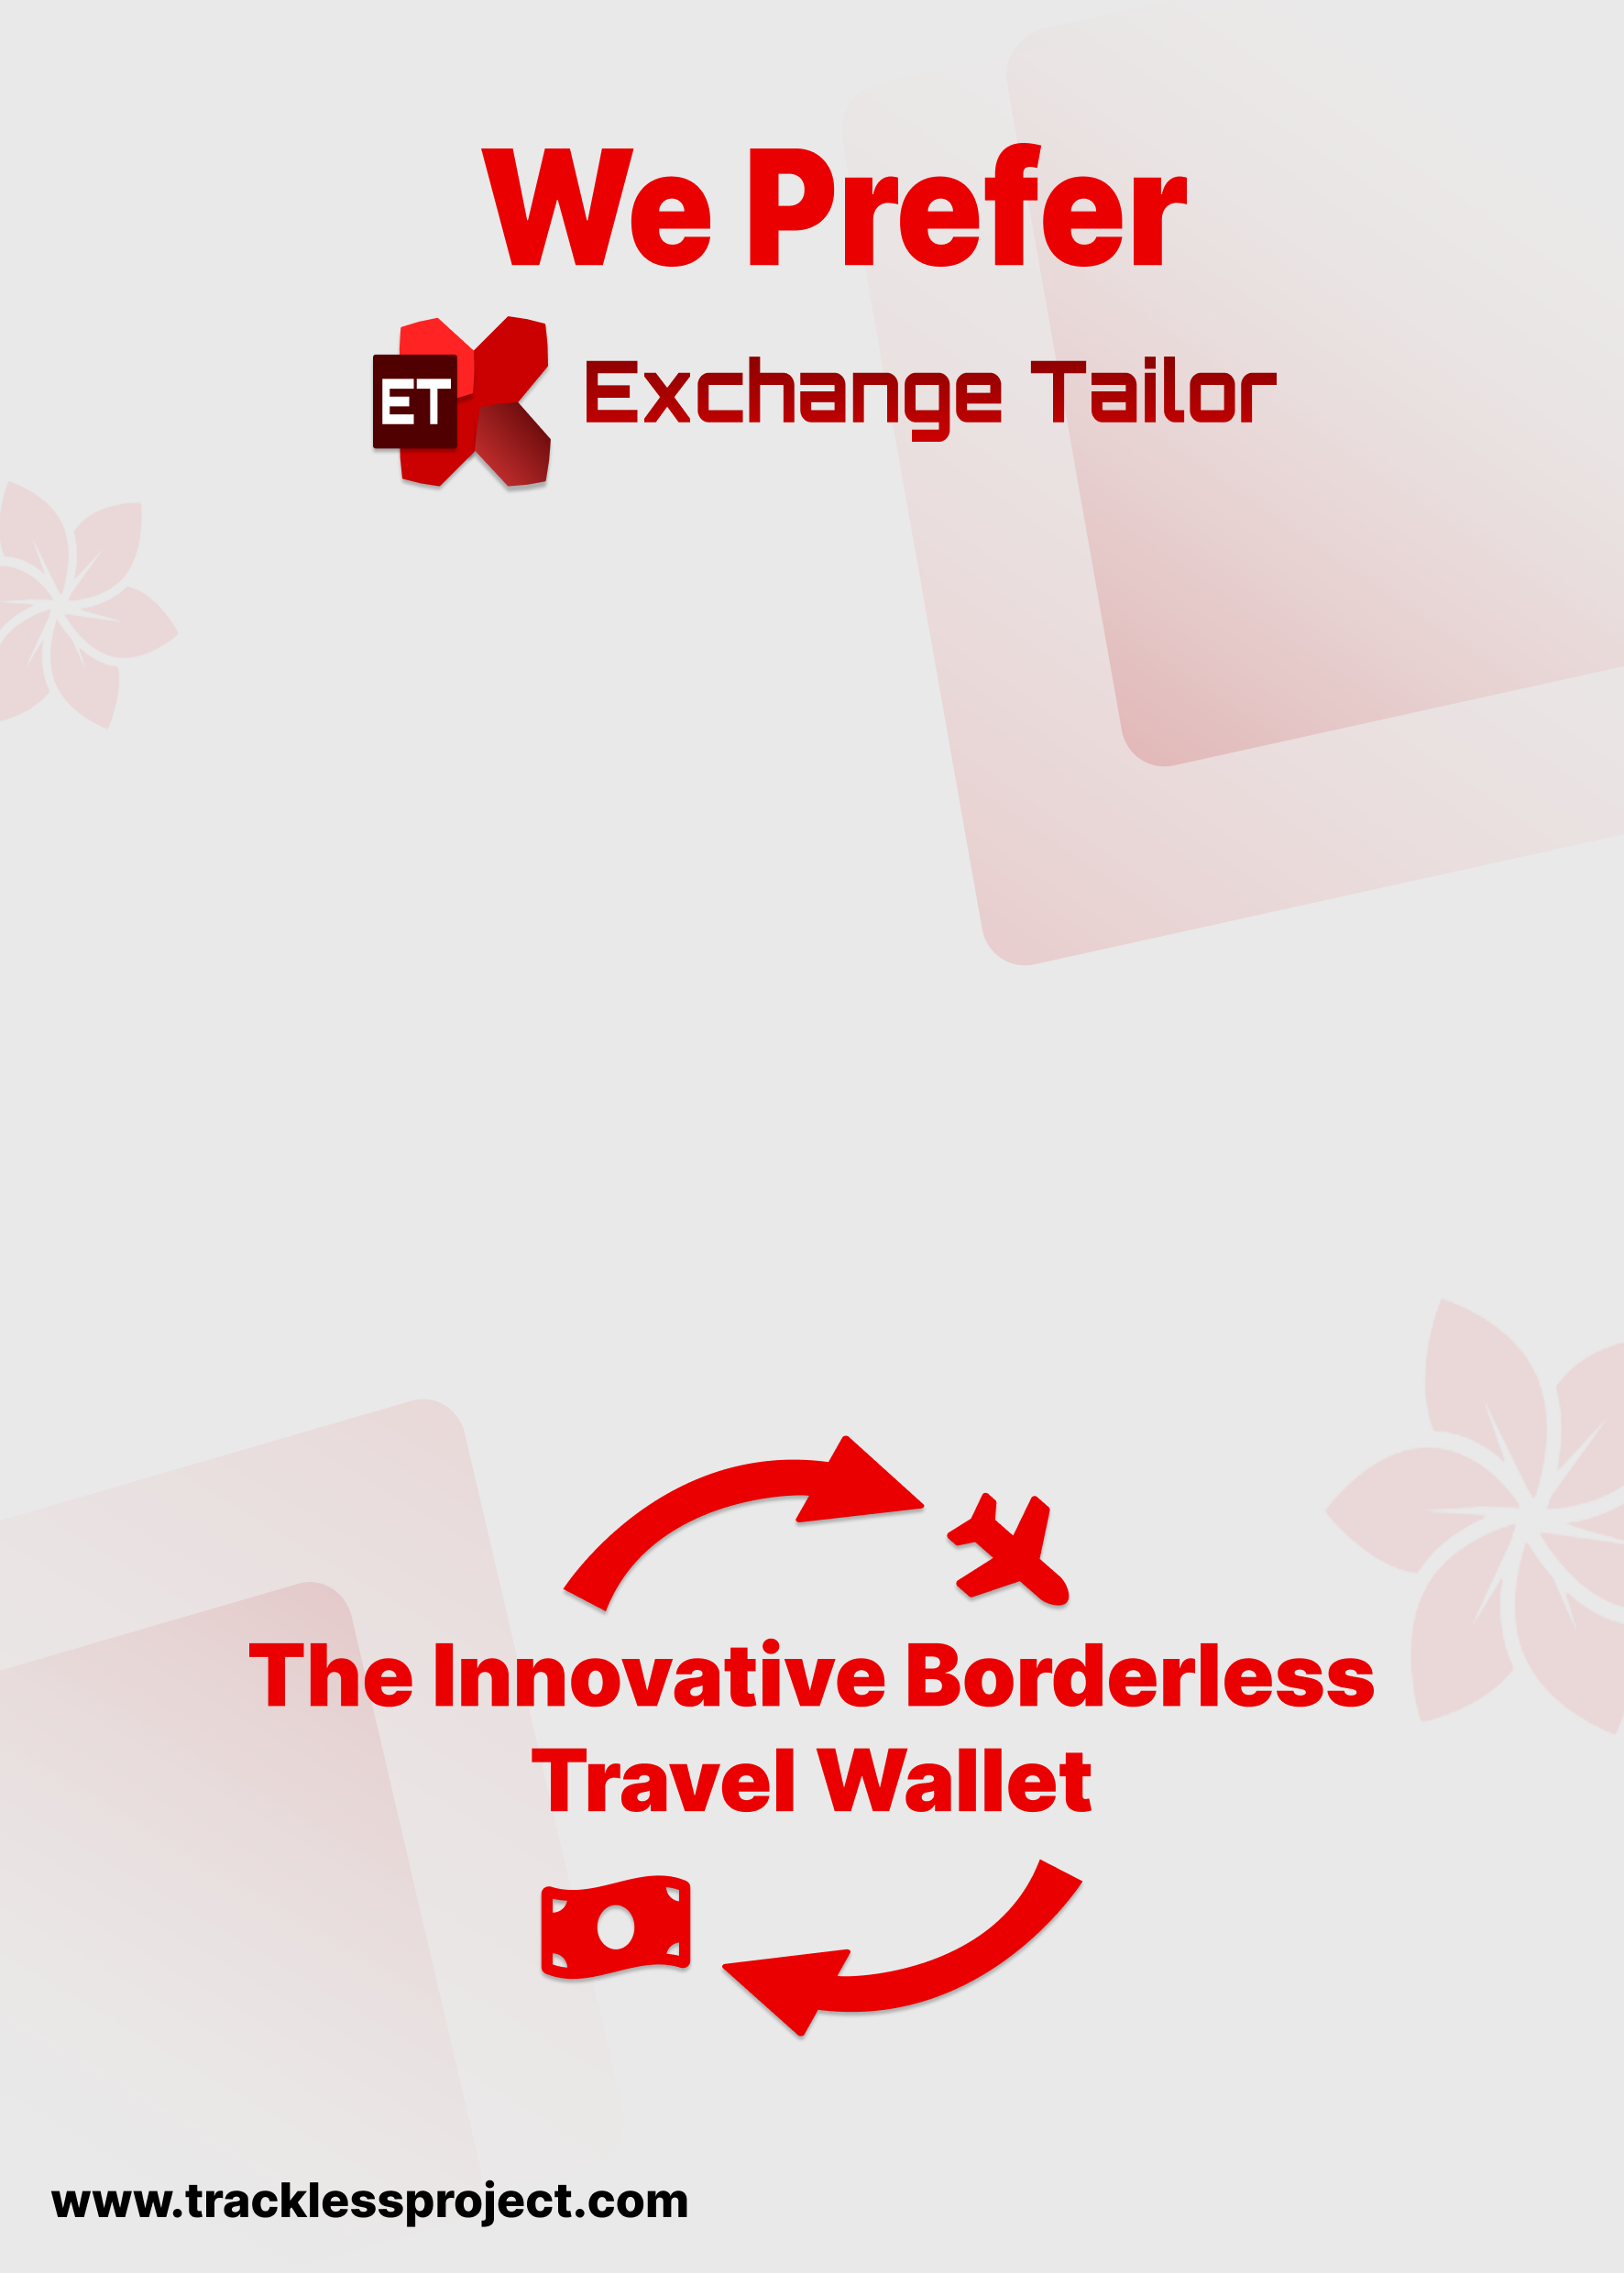 We Prefer
ET
Exchange Tailor
The Innovative Borderless
Travel Wallet
www.tracklessproject.com